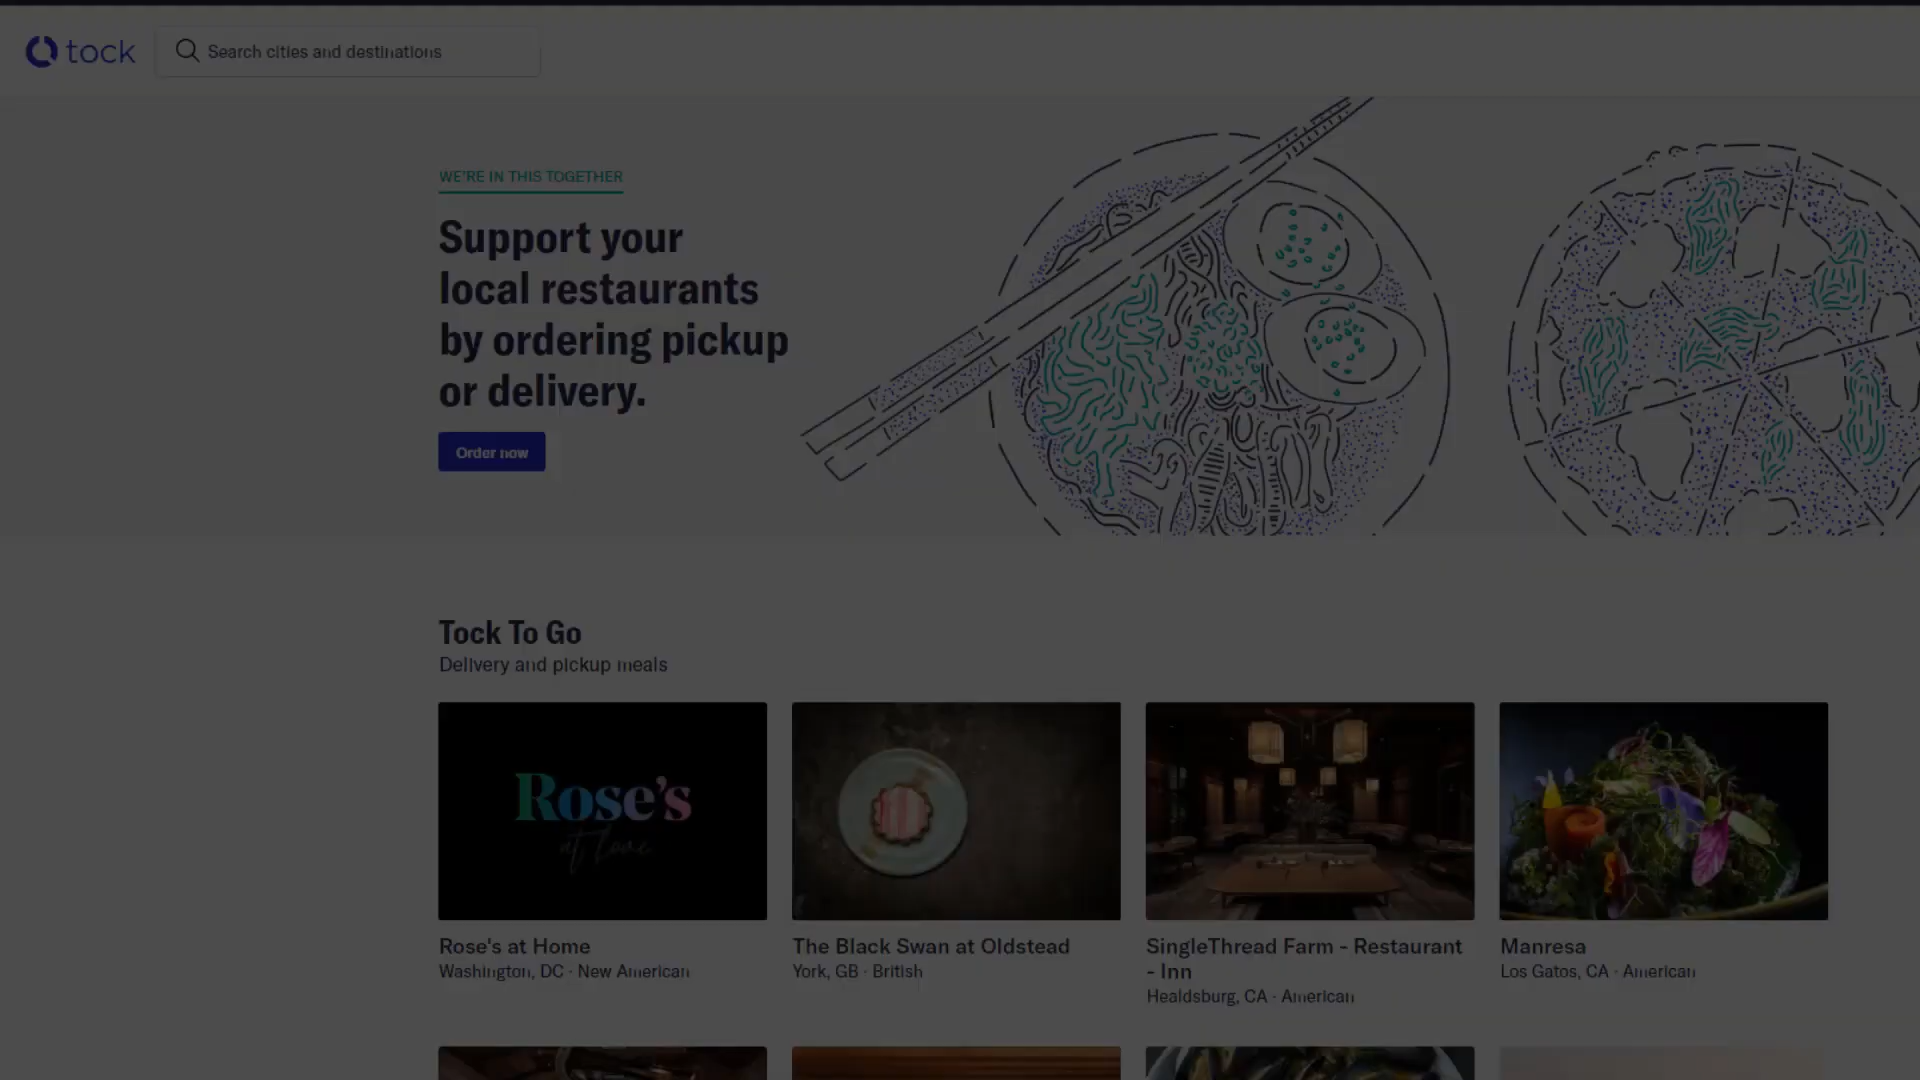 tock
Search cities and destinations
WE'RE IN THIS TOGETHER
Support your
local restaurants
by ordering pickup
or delivery.
Order now
Tock To Go
Delivery and pickup meals
Rose's
at home
Rose's at Home
Washington, DC · New American
The Black Swan at Oldstead
York, GB · British
SingleThread Farm - Restaurant
- Inn
Healdsburg, CA · American
Manresa
Los Gatos, CA · American